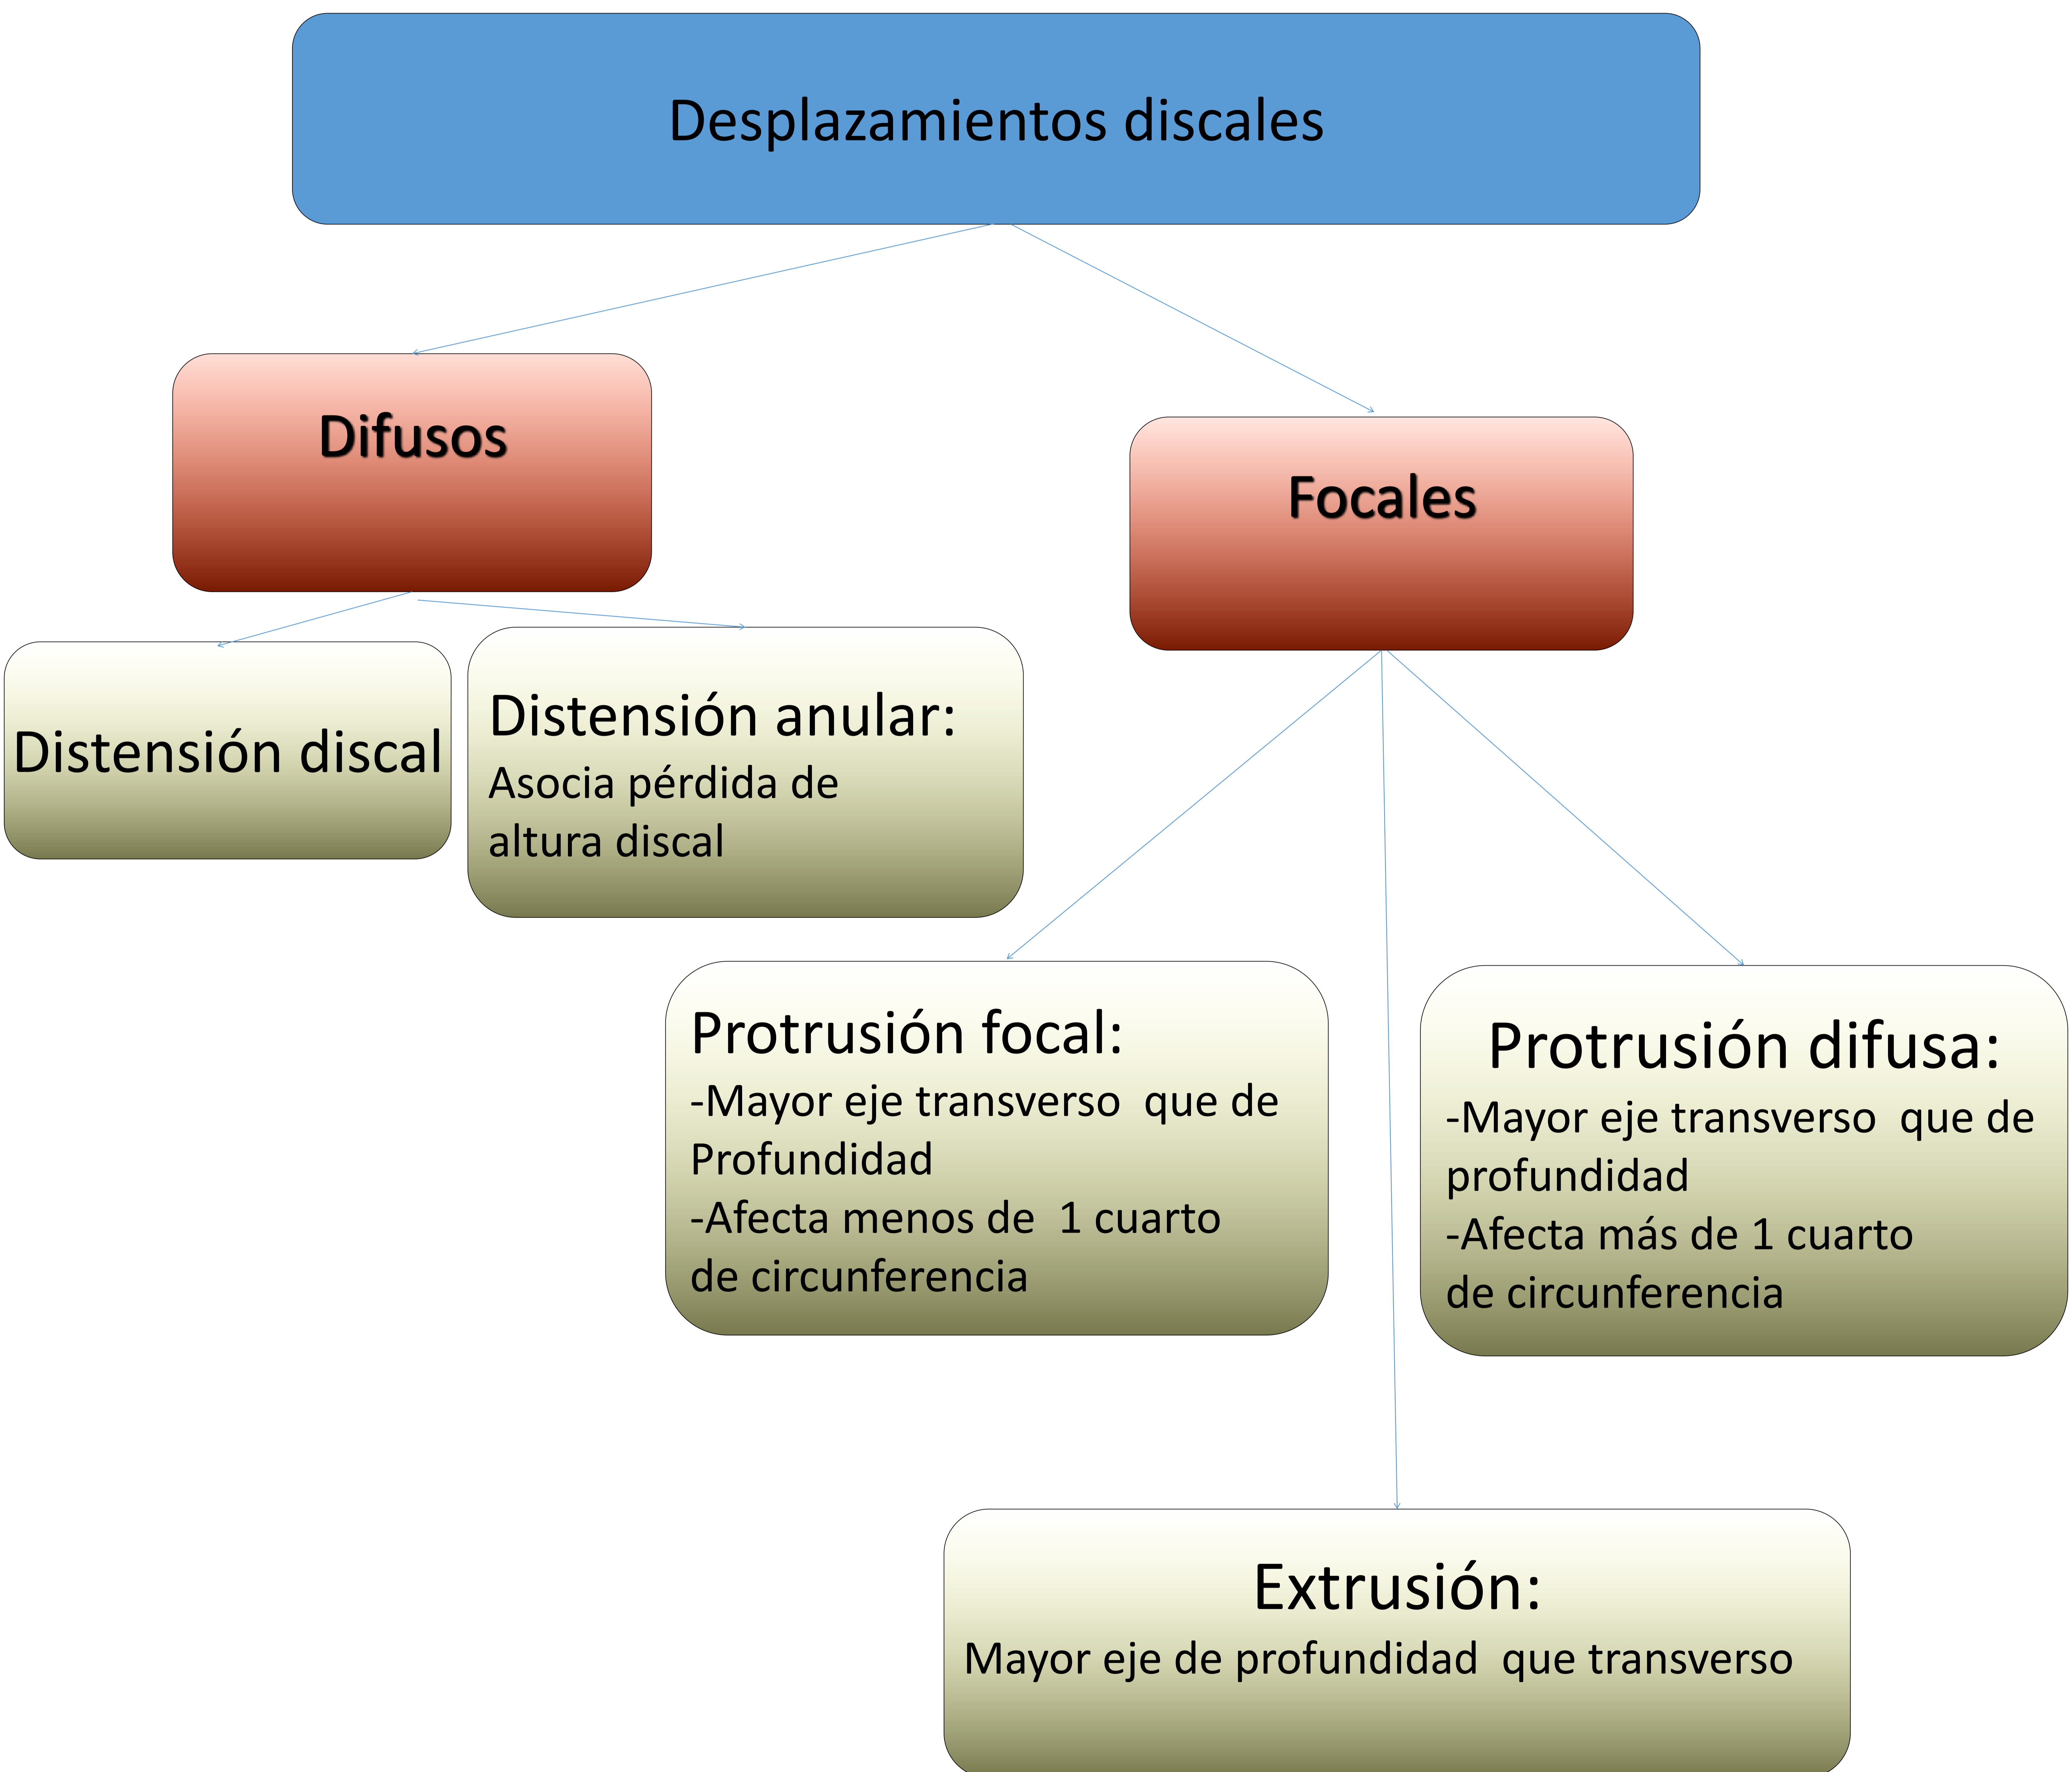 Desplazamientos discales
Difusos
Focales
Distensión discal
Distensión anular:
Asocia pérdida de
altura discal
Protrusión focal:
-Mayor eje transverso  que de
Profundidad
-Afecta menos de  1 cuarto
de circunferencia
Protrusión difusa:
-Mayor eje transverso  que de
profundidad
-Afecta más de 1 cuarto
de circunferencia
Extrusión:
Mayor eje de profundidad  que transverso